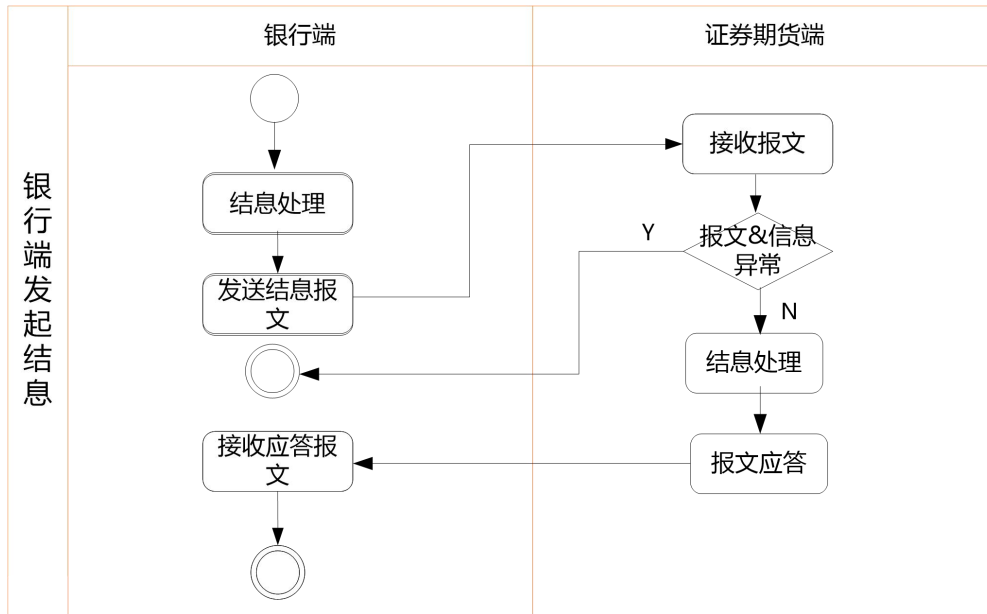 银行端
证券期货端
银行端发起结息
结息处理
发送结息报
文
接收报文
报文&信息
异常
Y
N
结息处理
报文应答
接收应答报
文